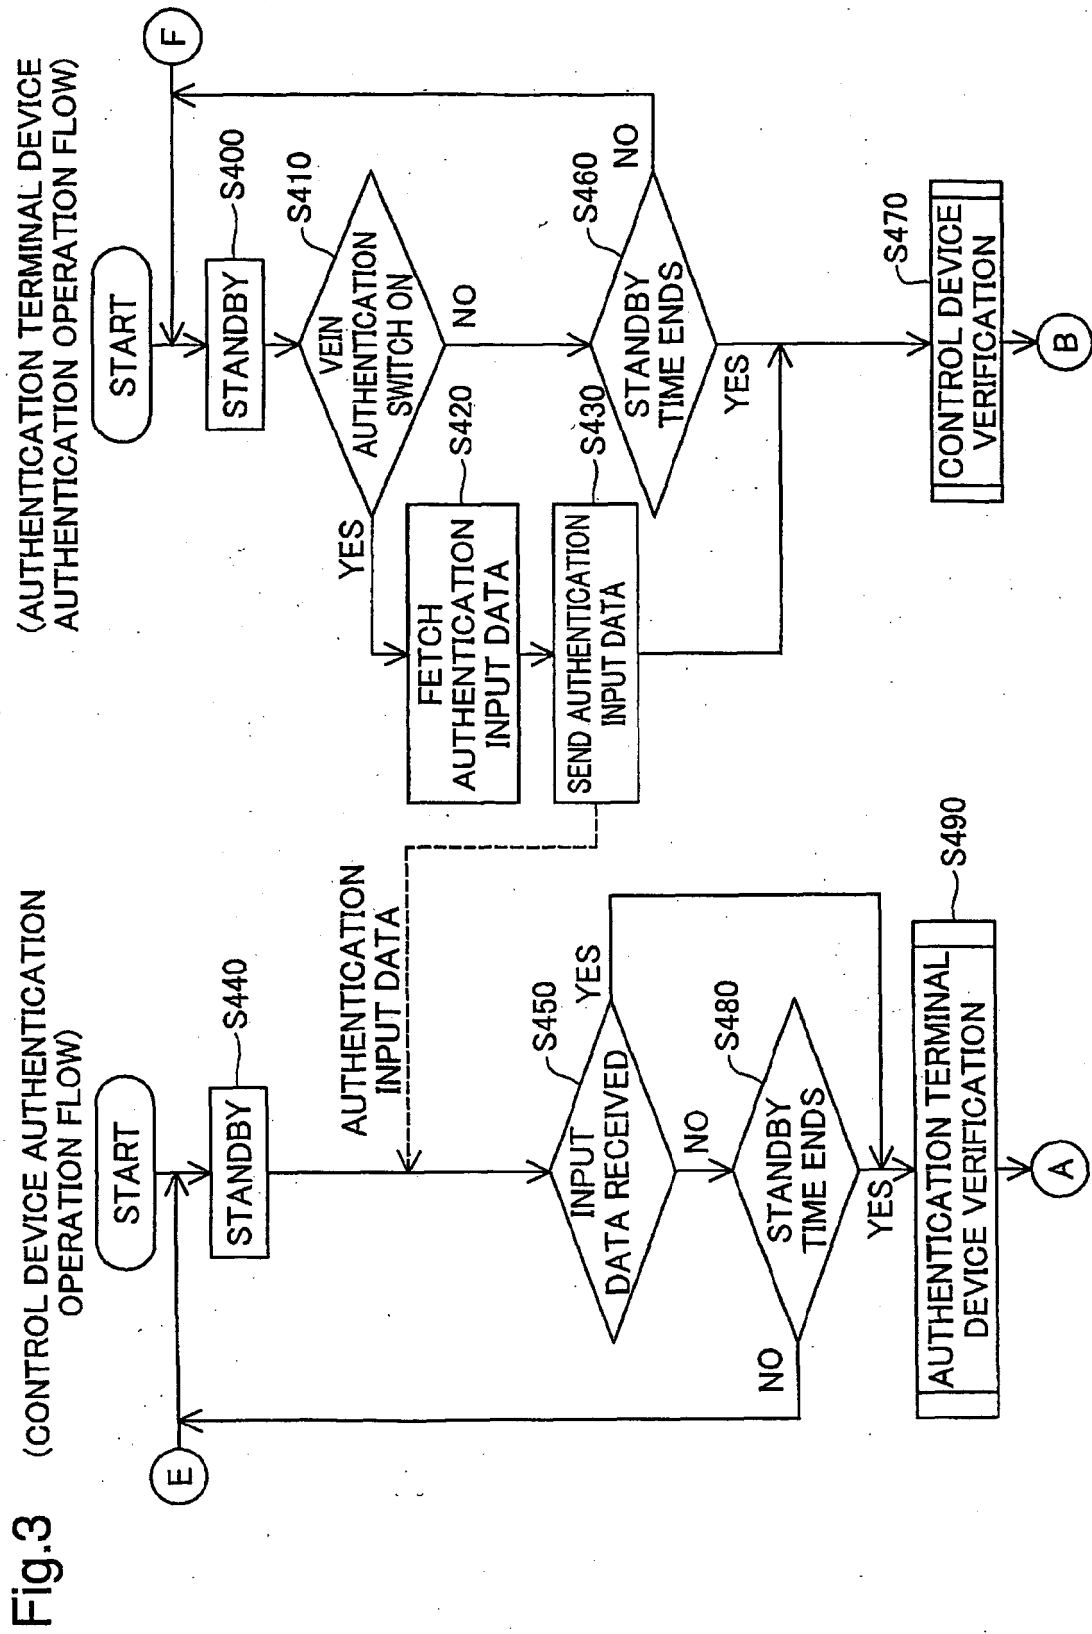 Fig.3
(CONTROL DEVICE AUTHENTICATION
OPERATION FLOW)
E
START
STANDBY
S440
AUTHENTICATION
INPUT DATA
INPUT
DATA RECEIVED
S450
YES
NO
STANDBY
TIME ENDS
S480
NO
YES
AUTHENTICATION TERMINAL
DEVICE VERIFICATION
S490
A
(AUTHENTICATION TERMINAL DEVICE
AUTHENTICATION OPERATION FLOW)
F
START
STANDBY
S400
VEIN
AUTHENTICATION
SWITCH ON
S410
YES
NO
FETCH
AUTHENTICATION
INPUT DATA
S420
SEND AUTHENTICATION
INPUT DATA
S430
STANDBY
TIME ENDS
S460
NO
YES
CONTROL DEVICE
VERIFICATION
S470
B